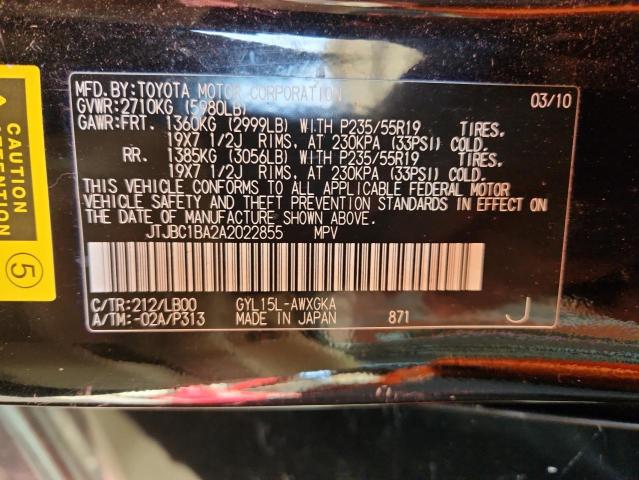 MFD.BY:TOYOTA MOTOR CORPORATION 03/10
GVWR:2710KG (5980LB)
GAWR:FRT. 1360KG (2999LB) WITH P235/55R19 TIRES,
19X7 1/2J RIMS, AT 230KPA (33PSI) COLD.
RR. 1385KG (3056LB) WITH P235/55R19 TIRES,
19X7 1/2J RIMS, AT 230KPA (33PSI) COLD.
THIS VEHICLE CONFORMS TO ALL APPLICABLE FEDERAL MOTOR
VEHICLE SAFETY AND THEFT PREVENTION STANDARDS IN EFFECT ON
THE DATE OF MANUFACTURE SHOWN ABOVE.
JTJBC1BA2A2022855 MPV
C/TR:212/LB00 GYL15L-AWXGKA
A/TM:-02A/P313 MADE IN JAPAN 871 J
ATTENTION
5